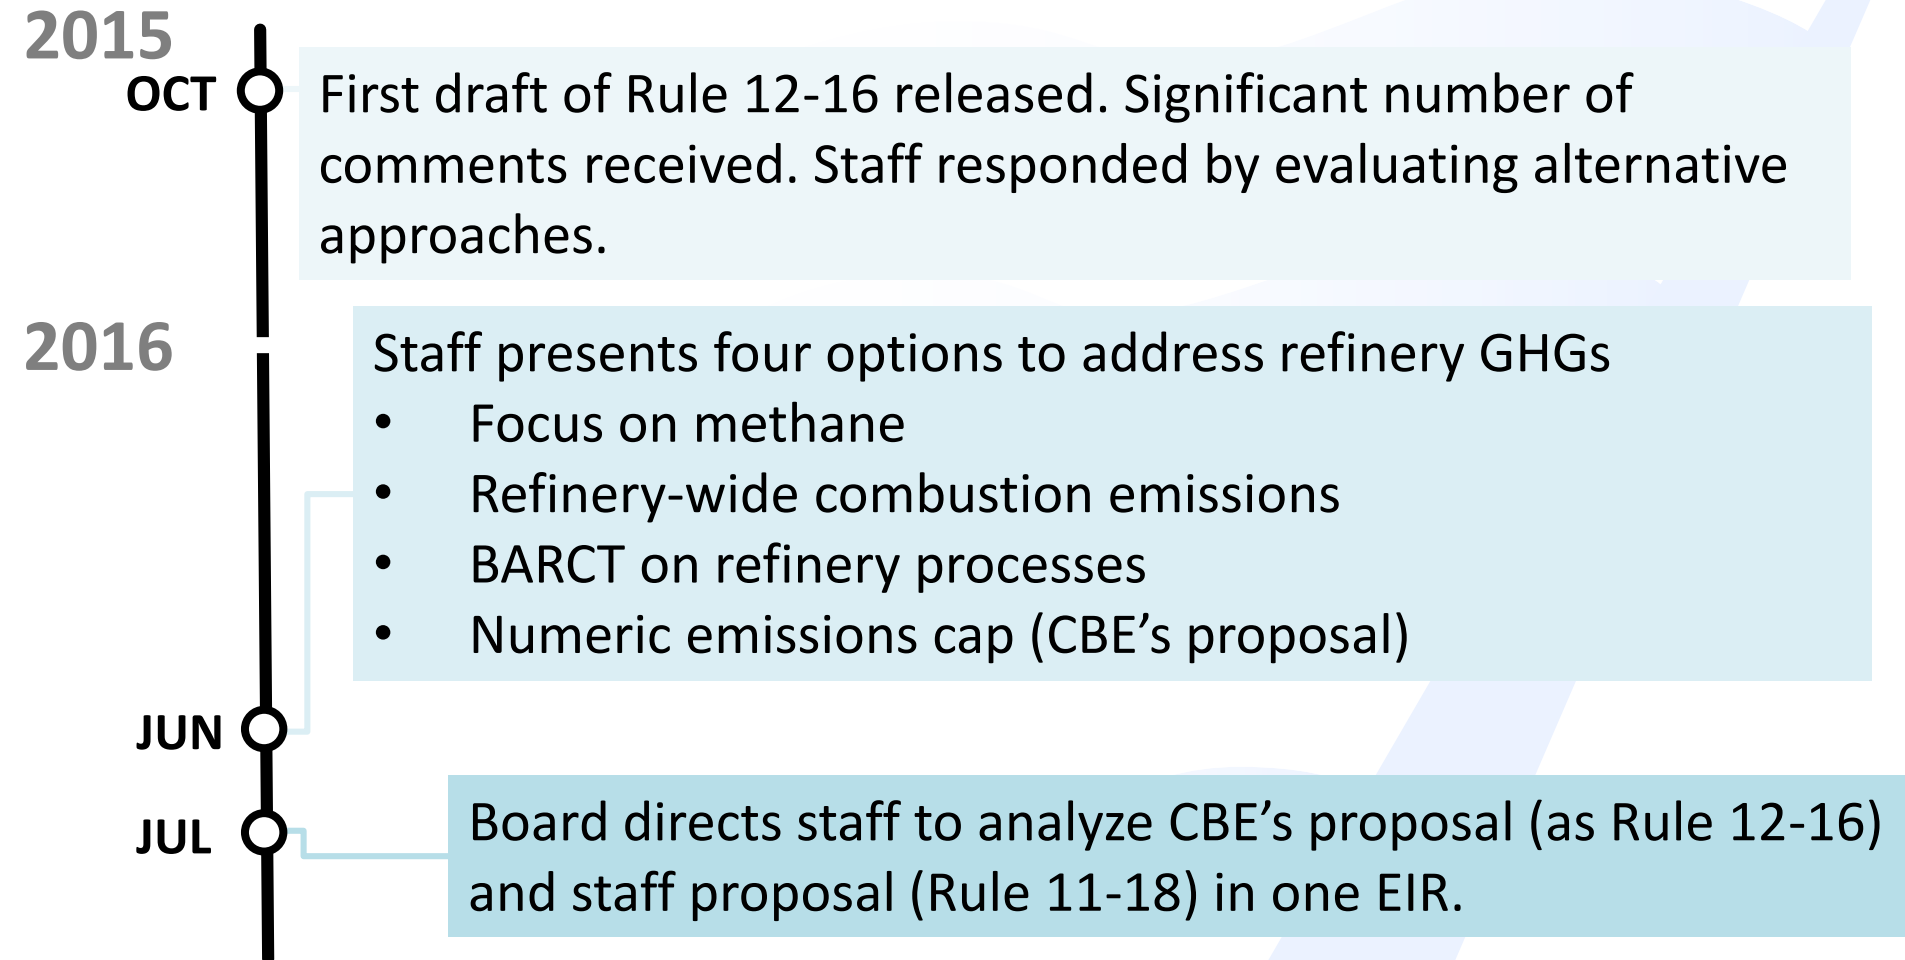 2015
OCT
First draft of Rule 12-16 released. Significant number of
comments received. Staff responded by evaluating alternative
approaches.
2016
Staff presents four options to address refinery GHGs
• Focus on methane
• Refinery-wide combustion emissions
• BARCT on refinery processes
• Numeric emissions cap (CBE’s proposal)
JUN
JUL
Board directs staff to analyze CBE’s proposal (as Rule 12-16)
and staff proposal (Rule 11-18) in one EIR.